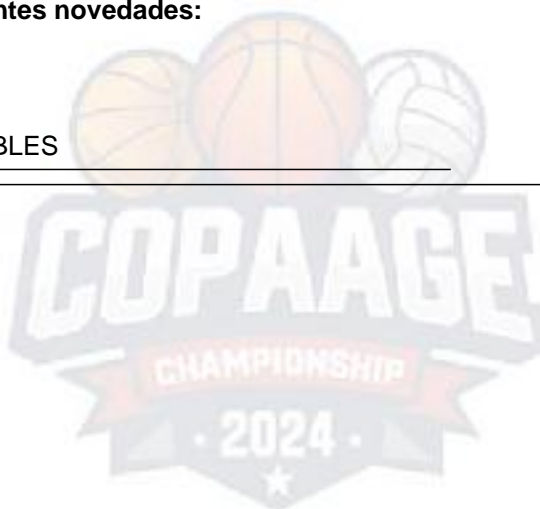 ntes novedades:
BLES
COPAAGE
CHAMPIONSHIP
· 2024 ·